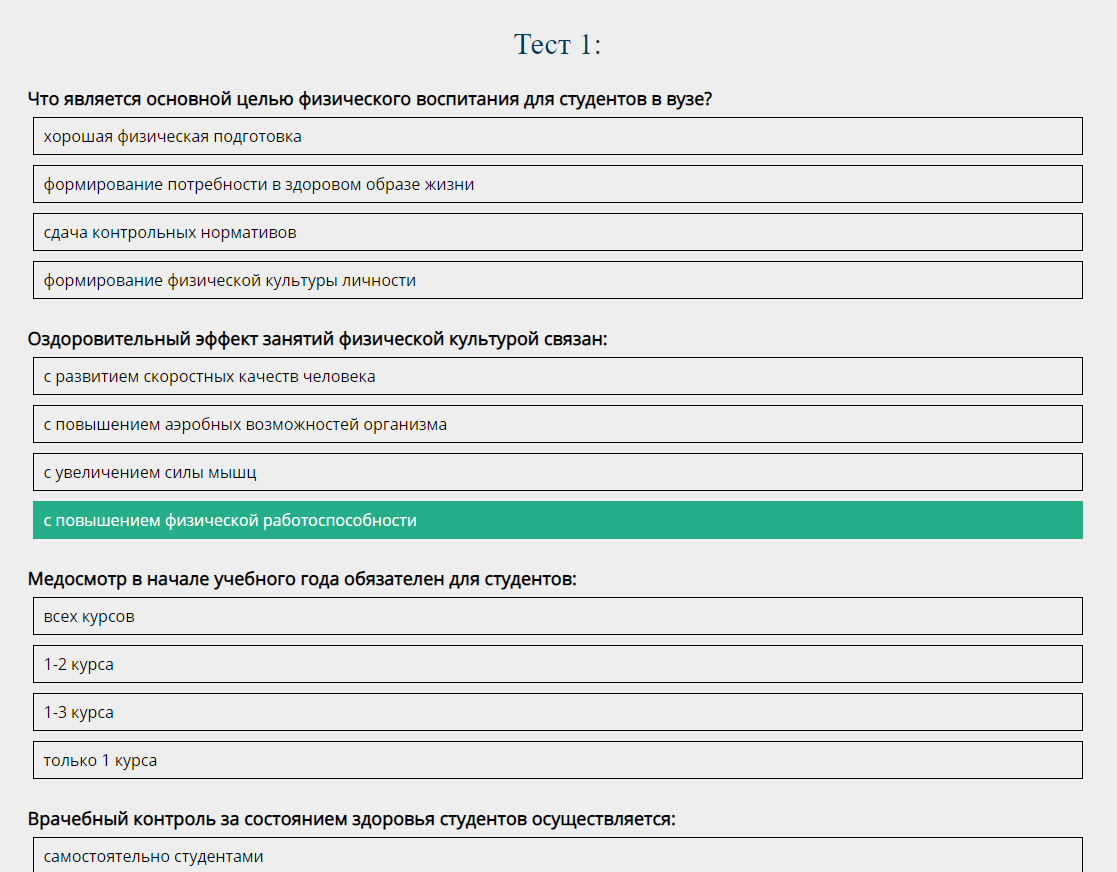 Тест 1:
Что является основной целью физического воспитания для студентов в вузе?
хорошая физическая подготовка
формирование потребности в здоровом образе жизни
сдача контрольных нормативов
формирование физической культуры личности
Оздоровительный эффект занятий физической культурой связан:
с развитием скоростных качеств человека
с повышением аэробных возможностей организма
с увеличением силы мышц
с повышением физической работоспособности
Медосмотр в начале учебного года обязателен для студентов:
всех курсов
1-2 курса
1-3 курса
только 1 курса
Врачебный контроль за состоянием здоровья студентов осуществляется:
самостоятельно студентами